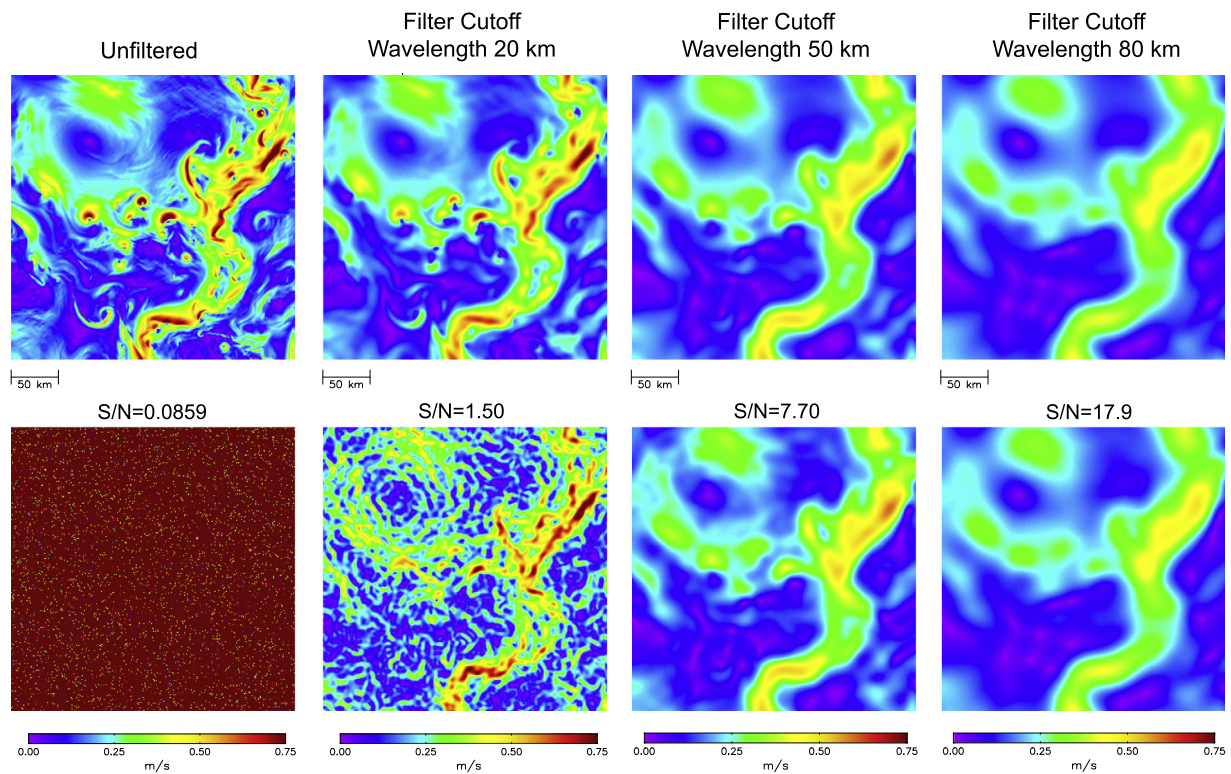 Unfiltered
Filter Cutoff
Wavelength 20 km
Filter Cutoff
Wavelength 50 km
Filter Cutoff
Wavelength 80 km
50 km
50 km
50 km
50 km
S/N=0.0859
S/N=1.50
S/N=7.70
S/N=17.9
0.00 0.25 0.50 0.75
m/s
0.00 0.25 0.50 0.75
m/s
0.00 0.25 0.50 0.75
m/s
0.00 0.25 0.50 0.75
m/s